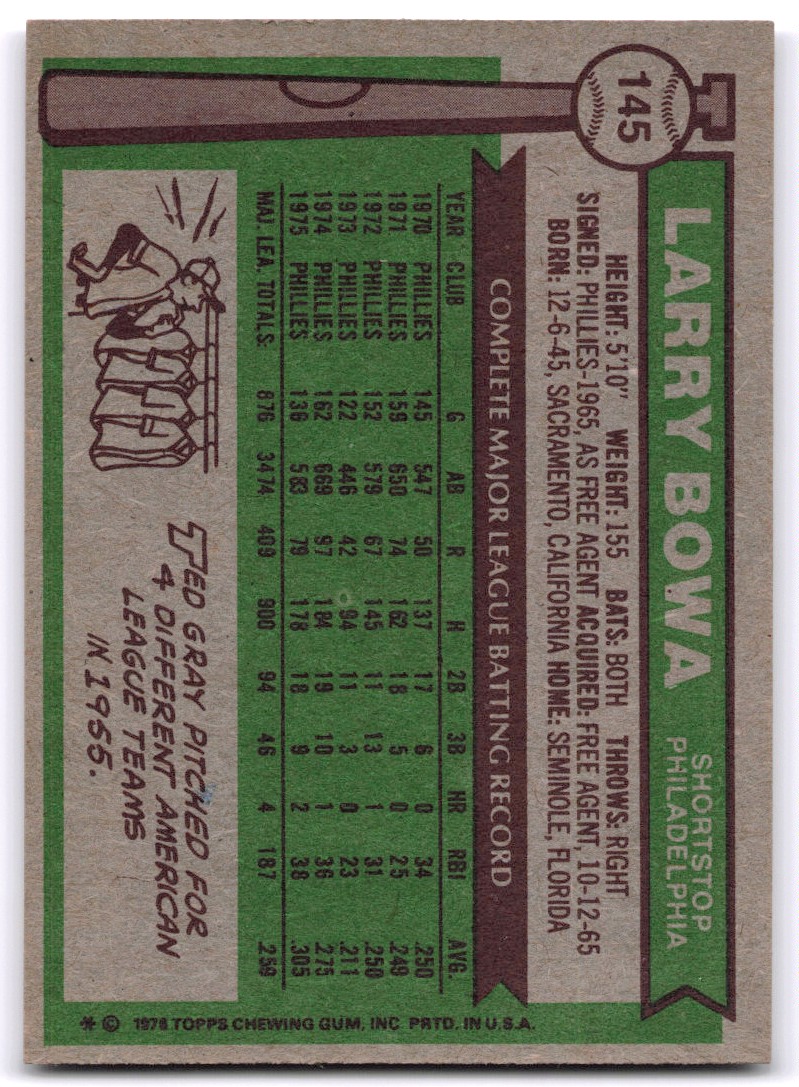 145
LARRY BOWA
SHORTSTOP
PHILADELPHIA
HEIGHT: 5'10" WEIGHT: 155 BATS: BOTH THROWS: RIGHT
SIGNED: PHILLIES-1965, AS FREE AGENT ACQUIRED: FREE AGENT, 10-12-65
BORN: 12-6-45, SACRAMENTO, CALIFORNIA HOME: SEMINOLE, FLORIDA
COMPLETE MAJOR LEAGUE BATTING RECORD
YEAR CLUB G AB R H 2B 3B HR RBI AVG.
1970 PHILLIES 145 547 50 137 17 6 0 34 .250
1971 PHILLIES 159 650 74 162 18 5 0 25 .249
1972 PHILLIES 152 579 67 145 11 13 1 31 .250
1973 PHILLIES 122 446 42 94 11 3 0 23 .211
1974 PHILLIES 162 669 97 184 19 10 1 36 .275
1975 PHILLIES 136 583 79 178 18 9 2 38 .305
MAJ. LEA. TOTALS: 876 3474 409 900 94 46 4 187 .259
TED GRAY PITCHED FOR
4 DIFFERENT AMERICAN
LEAGUE TEAMS
IN 1955.
* © 1976 TOPPS CHEWING GUM, INC PRTD. IN U.S.A.